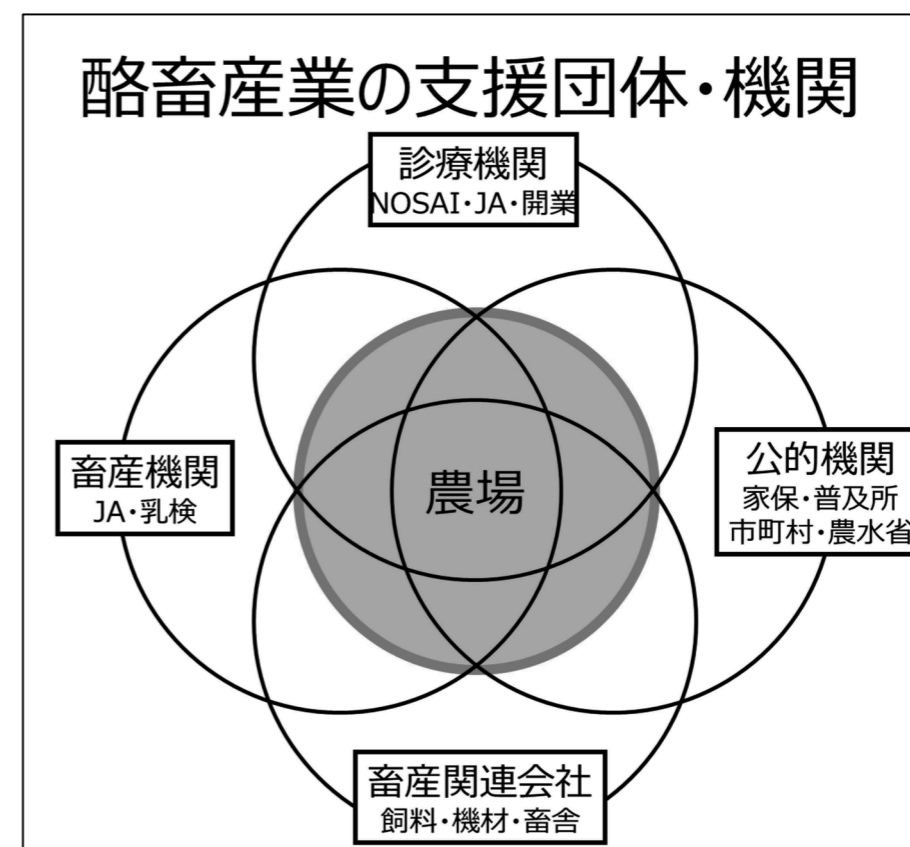 酪畜産業の支援団体・機関
診療機関
NOSAI・JA・開業
畜産機関
JA・乳検
農場
公的機関
家保・普及所
市町村・農水省
畜産関連会社
飼料・機材・畜舎